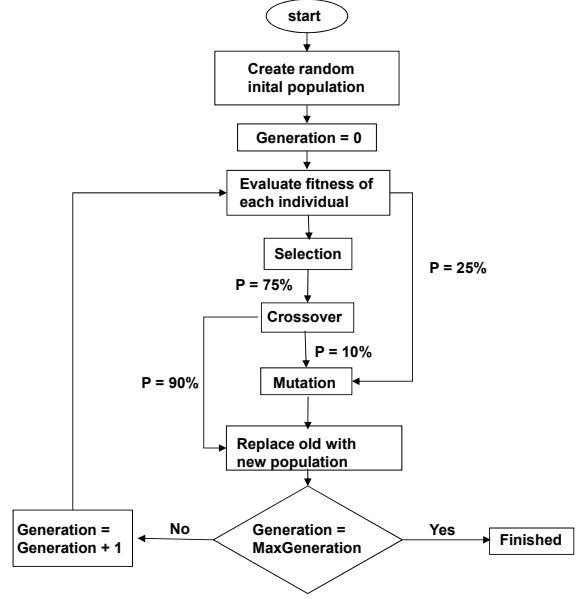 start
Create random
inital population
Generation = 0
Evaluate fitness of
each individual
Selection
P = 25%
P = 75%
Crossover
P = 10%
P = 90%
Mutation
Replace old with
new population
Generation =
Generation + 1
No
Generation =
MaxGeneration
Yes
Finished